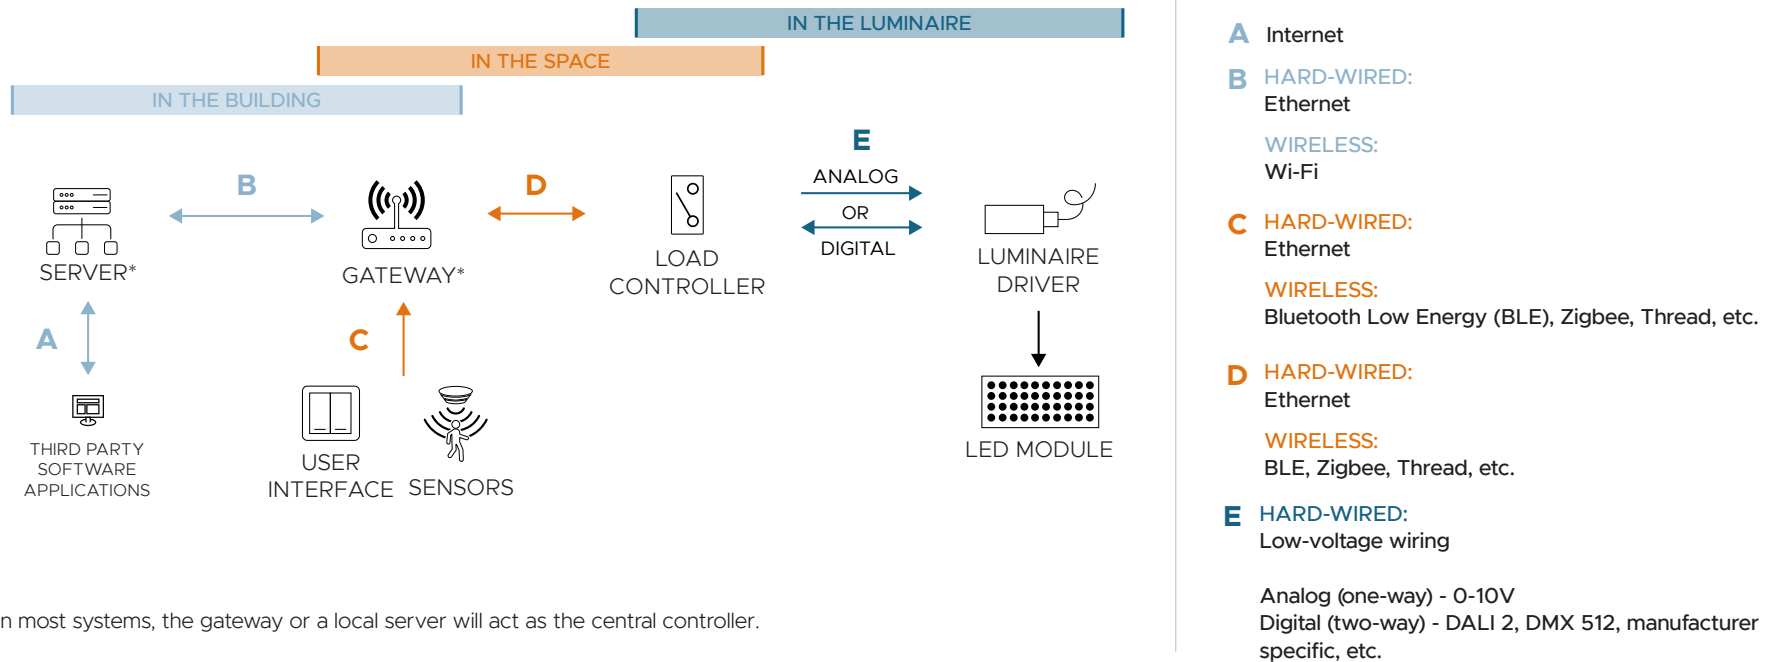 IN THE LUMINAIRE
IN THE SPACE
IN THE BUILDING
SERVER*
B
GATEWAY*
D
LOAD
CONTROLLER
E
ANALOG
OR
DIGITAL
LUMINAIRE
DRIVER
A
C
THIRD PARTY
SOFTWARE
APPLICATIONS
USER
INTERFACE
SENSORS
LED MODULE
n most systems, the gateway or a local server will act as the central controller.
A Internet
B HARD-WIRED:
Ethernet
WIRELESS:
Wi-Fi
C HARD-WIRED:
Ethernet
WIRELESS:
Bluetooth Low Energy (BLE), Zigbee, Thread, etc.
D HARD-WIRED:
Ethernet
WIRELESS:
BLE, Zigbee, Thread, etc.
E HARD-WIRED:
Low-voltage wiring
Analog (one-way) - 0-10V
Digital (two-way) - DALI 2, DMX 512, manufacturer
specific, etc.